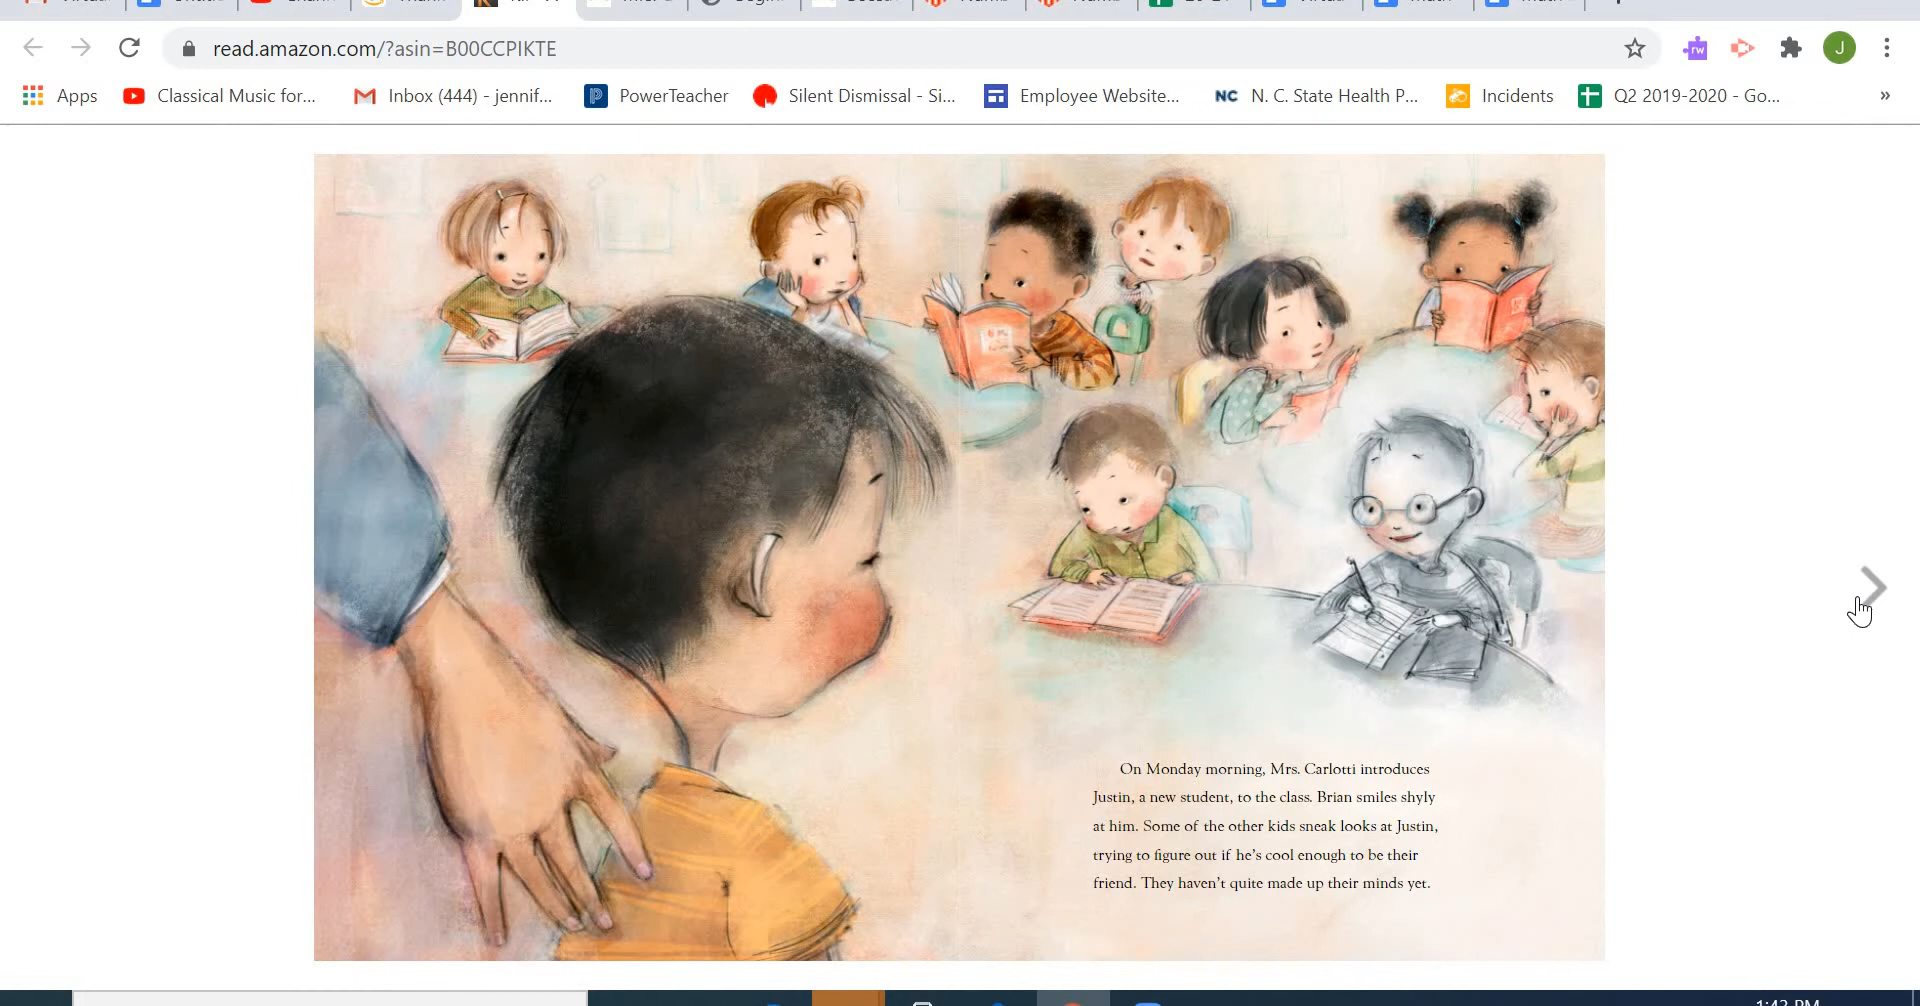 read.amazon.com/?asin=B00CCPIKTE
rw
J
Apps
Classical Music for...
Inbox (444) - jennif...
PowerTeacher
Silent Dismissal - Si...
Employee Website...
NC
N. C. State Health P...
Incidents
Q2 2019-2020 - Go...
»
On Monday morning, Mrs. Carlotti introduces
Justin, a new student, to the class. Brian smiles shyly
at him. Some of the other kids sneak looks at Justin,
trying to figure out if he's cool enough to be their
friend. They haven't quite made up their minds yet.